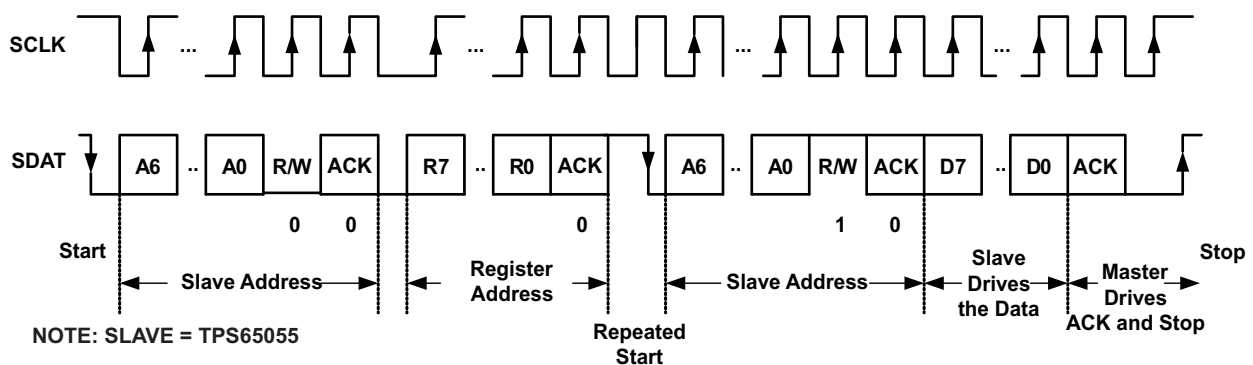 SCLK ... ... ... ...
SDAT A6 .. A0 R/W ACK R7 .. R0 ACK A6 .. A0 R/W ACK D7 .. D0 ACK
0 0 0 1 0
Start
Slave Address
Register
Address
Repeated
Start
Slave Address
Slave
Drives
the Data
Master
Drives
ACK and Stop
Stop
NOTE: SLAVE = TPS65055